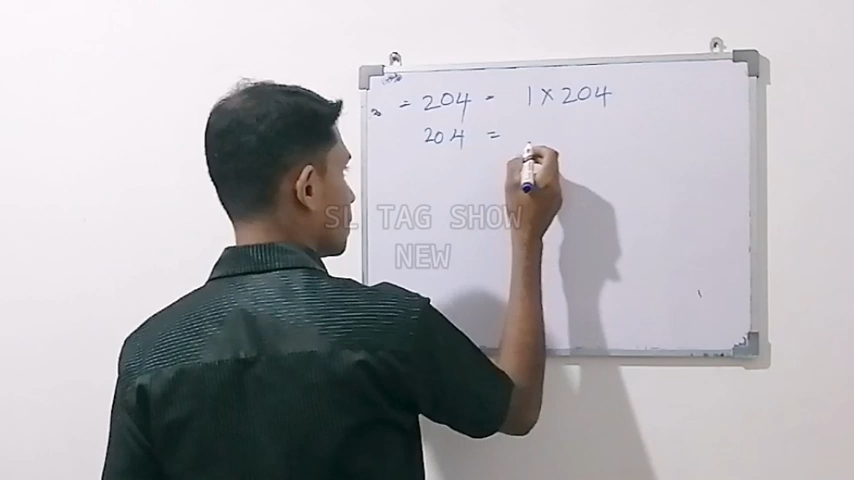 = 204 = 1 x 204
204 =
SL TAG SHOW
NEW